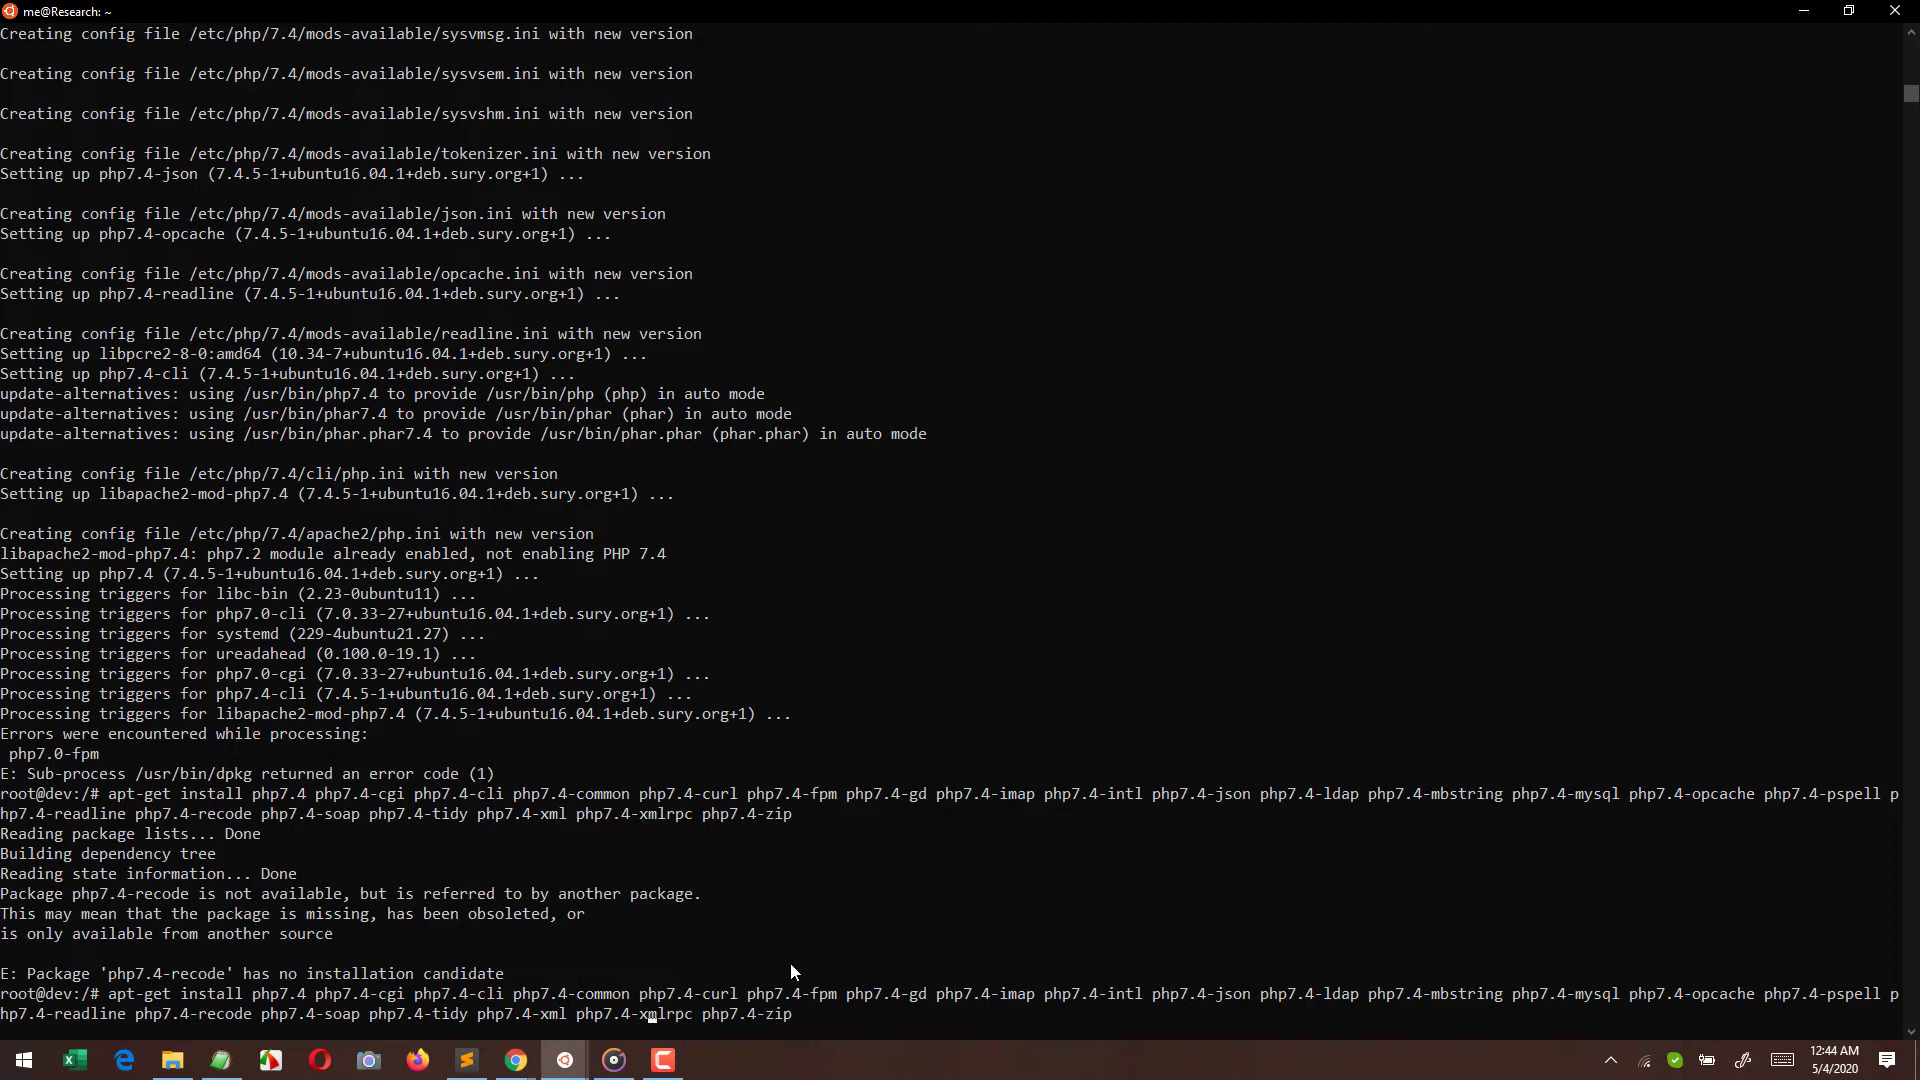 me@Research: ~
Creating config file /etc/php/7.4/mods-available/sysvmsg.ini with new version
Creating config file /etc/php/7.4/mods-available/sysvsem.ini with new version
Creating config file /etc/php/7.4/mods-available/sysvshm.ini with new version
Creating config file /etc/php/7.4/mods-available/tokenizer.ini with new version
Setting up php7.4-json (7.4.5-1+ubuntu16.04.1+deb.sury.org+1) ...
Creating config file /etc/php/7.4/mods-available/json.ini with new version
Setting up php7.4-opcache (7.4.5-1+ubuntu16.04.1+deb.sury.org+1) ...
Creating config file /etc/php/7.4/mods-available/opcache.ini with new version
Setting up php7.4-readline (7.4.5-1+ubuntu16.04.1+deb.sury.org+1) ...
Creating config file /etc/php/7.4/mods-available/readline.ini with new version
Setting up libpcre2-8-0:amd64 (10.34-7+ubuntu16.04.1+deb.sury.org+1) ...
Setting up php7.4-cli (7.4.5-1+ubuntu16.04.1+deb.sury.org+1) ...
update-alternatives: using /usr/bin/php7.4 to provide /usr/bin/php (php) in auto mode
update-alternatives: using /usr/bin/phar7.4 to provide /usr/bin/phar (phar) in auto mode
update-alternatives: using /usr/bin/phar.phar7.4 to provide /usr/bin/phar.phar (phar.phar) in auto mode
Creating config file /etc/php/7.4/cli/php.ini with new version
Setting up libapache2-mod-php7.4 (7.4.5-1+ubuntu16.04.1+deb.sury.org+1) ...
Creating config file /etc/php/7.4/apache2/php.ini with new version
libapache2-mod-php7.4: php7.2 module already enabled, not enabling PHP 7.4
Setting up php7.4 (7.4.5-1+ubuntu16.04.1+deb.sury.org+1) ...
Processing triggers for libc-bin (2.23-0ubuntu11) ...
Processing triggers for php7.0-cli (7.0.33-27+ubuntu16.04.1+deb.sury.org+1) ...
Processing triggers for systemd (229-4ubuntu21.27) ...
Processing triggers for ureadahead (0.100.0-19.1) ...
Processing triggers for php7.0-cgi (7.0.33-27+ubuntu16.04.1+deb.sury.org+1) ...
Processing triggers for php7.4-cli (7.4.5-1+ubuntu16.04.1+deb.sury.org+1) ...
Processing triggers for libapache2-mod-php7.4 (7.4.5-1+ubuntu16.04.1+deb.sury.org+1) ...
Errors were encountered while processing:
 php7.0-fpm
E: Sub-process /usr/bin/dpkg returned an error code (1)
root@dev:/# apt-get install php7.4 php7.4-cgi php7.4-cli php7.4-common php7.4-curl php7.4-fpm php7.4-gd php7.4-imap php7.4-intl php7.4-json php7.4-ldap php7.4-mbstring php7.4-mysql php7.4-opcache php7.4-pspell p
hp7.4-readline php7.4-recode php7.4-soap php7.4-tidy php7.4-xml php7.4-xmlrpc php7.4-zip
Reading package lists... Done
Building dependency tree
Reading state information... Done
Package php7.4-recode is not available, but is referred to by another package.
This may mean that the package is missing, has been obsoleted, or
is only available from another source
E: Package 'php7.4-recode' has no installation candidate
root@dev:/# apt-get install php7.4 php7.4-cgi php7.4-cli php7.4-common php7.4-curl php7.4-fpm php7.4-gd php7.4-imap php7.4-intl php7.4-json php7.4-ldap php7.4-mbstring php7.4-mysql php7.4-opcache php7.4-pspell p
hp7.4-readline php7.4-recode php7.4-soap php7.4-tidy php7.4-xml php7.4-xmlrpc php7.4-zip
12:44 AM
5/4/2020